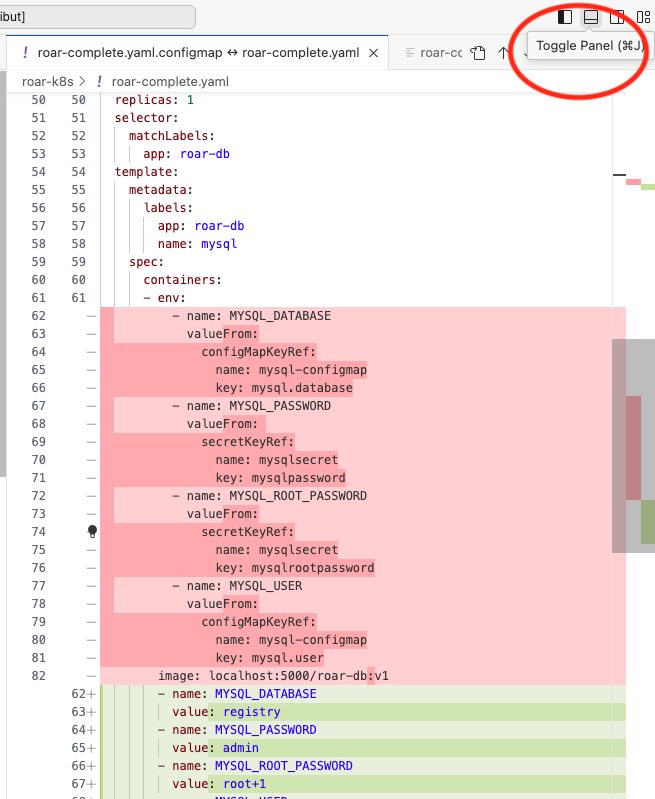 ibut]
Toggle Panel (⌘J)
! roar-complete.yaml.configmap ↔ roar-complete.yaml × roar-cc
roar-k8s > ! roar-complete.yaml
50 50 replicas: 1
51 51 selector:
52 52 matchLabels:
53 53 app: roar-db
54 54 template:
55 55 metadata:
56 56 labels:
57 57 app: roar-db
58 58 name: mysql
59 59 spec:
60 60 containers:
61 61 - env:
62 — - name: MYSQL_DATABASE
63 — valueFrom:
64 — configMapKeyRef:
65 — name: mysql-configmap
66 — key: mysql.database
67 — - name: MYSQL_PASSWORD
68 — valueFrom:
69 — secretKeyRef:
70 — name: mysqlsecret
71 — key: mysqlpassword
72 — - name: MYSQL_ROOT_PASSWORD
73 — valueFrom:
74 — secretKeyRef:
75 — name: mysqlsecret
76 — key: mysqlrootpassword
77 — - name: MYSQL_USER
78 — valueFrom:
79 — configMapKeyRef:
80 — name: mysql-configmap
81 — key: mysql.user
82 — image: localhost:5000/roar-db:v1
62+ - name: MYSQL_DATABASE
63+ value: registry
64+ - name: MYSQL_PASSWORD
65+ value: admin
66+ - name: MYSQL_ROOT_PASSWORD
67+ value: root+1